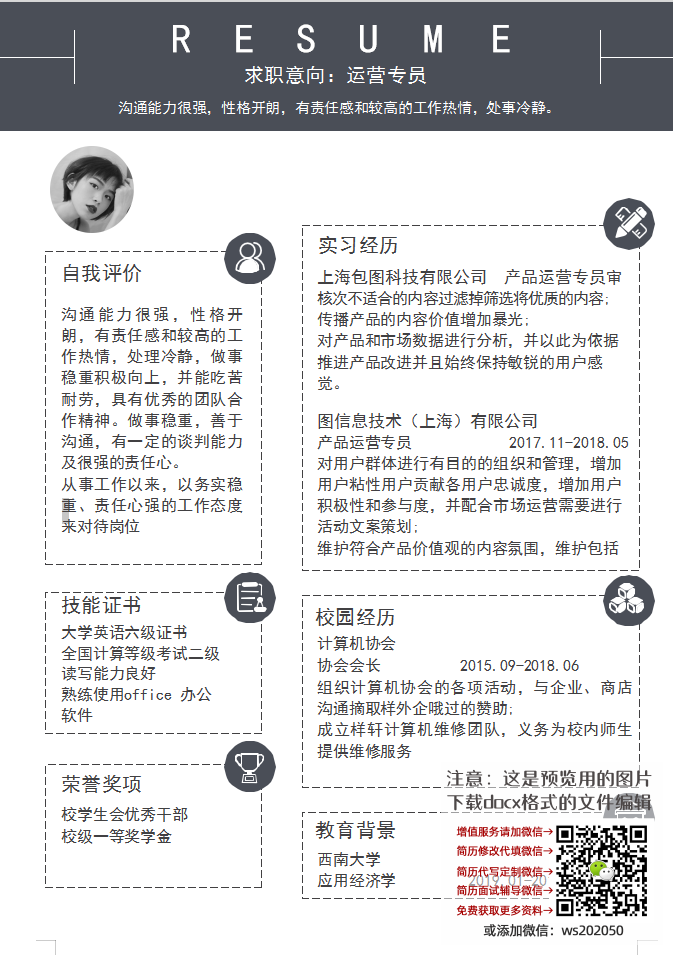 RESUME
求职意向：运营专员
沟通能力很强，性格开朗，有责任感和较高的工作热情，处事冷静。
自我评价
沟通能力很强，性格开
朗，有责任感和较高的工
作热情，处理冷静，做事
稳重积极向上，并能吃苦
耐劳，具有优秀的团队合
作精神。做事稳重，善于
沟通，有一定的谈判能力
及很强的责任心。
从事工作以来，以务实稳
重、责任心强的工作态度
来对待岗位
技能证书
大学英语六级证书
全国计算等级考试二级
读写能力良好
熟练使用office 办公
软件
荣誉奖项
校学生会优秀干部
校级一等奖学金
实习经历
上海包图科技有限公司 产品运营专员审
核次不适合的内容过滤掉筛选将优质的内容;
传播产品的内容价值增加暴光;
对产品和市场数据进行分析，并以此为依据
推进产品改进并且始终保持敏锐的用户感
觉。
图信息技术（上海）有限公司
产品运营专员 2017.11-2018.05
对用户群体进行有目的的组织和管理，增加
用户粘性用户贡献各用户忠诚度，增加用户
积极性和参与度，并配合市场运营需要进行
活动文案策划;
维护符合产品价值观的内容氛围，维护包括
校园经历
计算机协会
协会会长 2015.09-2018.06
组织计算机协会的各项活动，与企业、商店
沟通摘取样外企哦过的赞助;
成立样轩计算机维修团队，义务为校内师生
提供维修服务
注意：这是预览用的图片
下载docx格式的文件编辑
教育背景
西南大学
应用经济学 2019.01-20
增值服务请加微信→
简历修改代填微信→
简历代写定制微信→
简历面试辅导微信→
免费获取更多资料→
或添加微信：ws202050